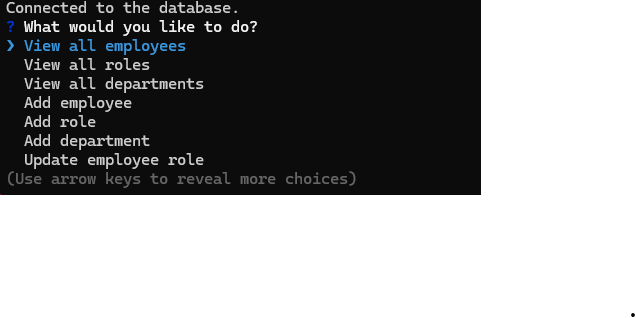 Connected to the database.
? What would you like to do?
❯ View all employees
View all roles
View all departments
Add employee
Add role
Add department
Update employee role
(Use arrow keys to reveal more choices)
.